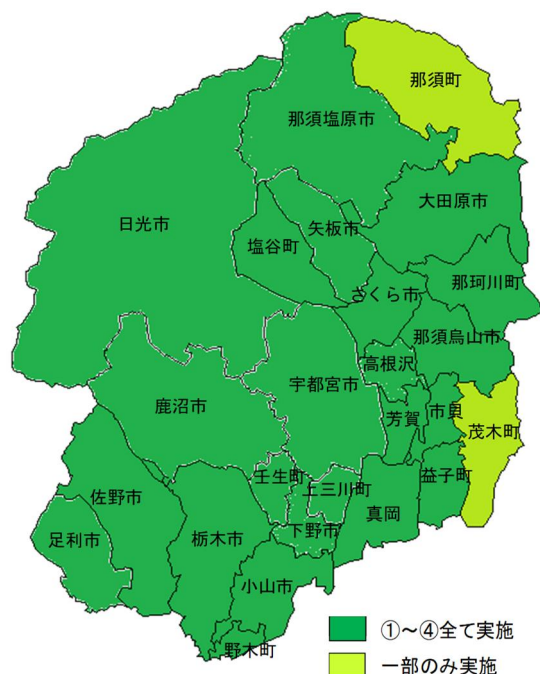 那須町
那須塩原市
大田原市
日光市
矢板市
塩谷町
那珂川町
さくら市
那須烏山市
高根沢
宇都宮市
鹿沼市
芳賀
市貝
茂木町
益子町
壬生町
上三川町
佐野市
真岡
下野市
栃木市
足利市
小山市
野木町
①～④全て実施
一部のみ実施